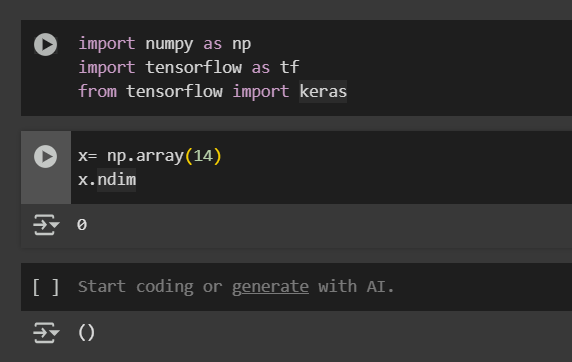 import numpy as np
import tensorflow as tf
from tensorflow import keras
x= np.array(14)
x.ndim
0
[ ] Start coding or generate with AI.
()